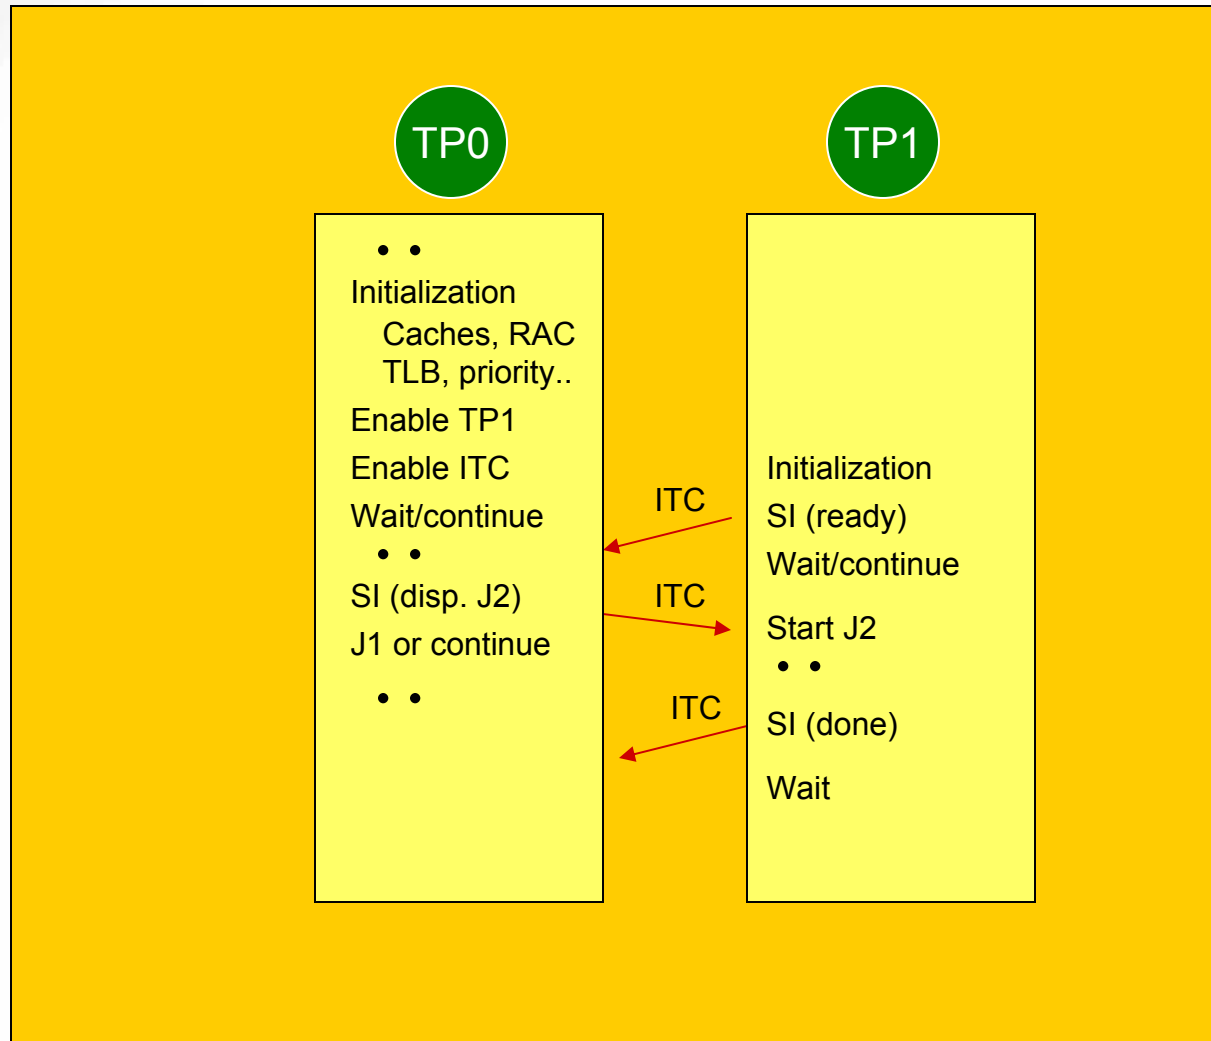 TP0
TP1
• •
Initialization
Caches, RAC
TLB, priority..
Enable TP1
Enable ITC
Wait/continue
• •
SI (disp. J2)
J1 or continue
• •
ITC
ITC
ITC
Initialization
SI (ready)
Wait/continue
Start J2
• •
SI (done)
Wait